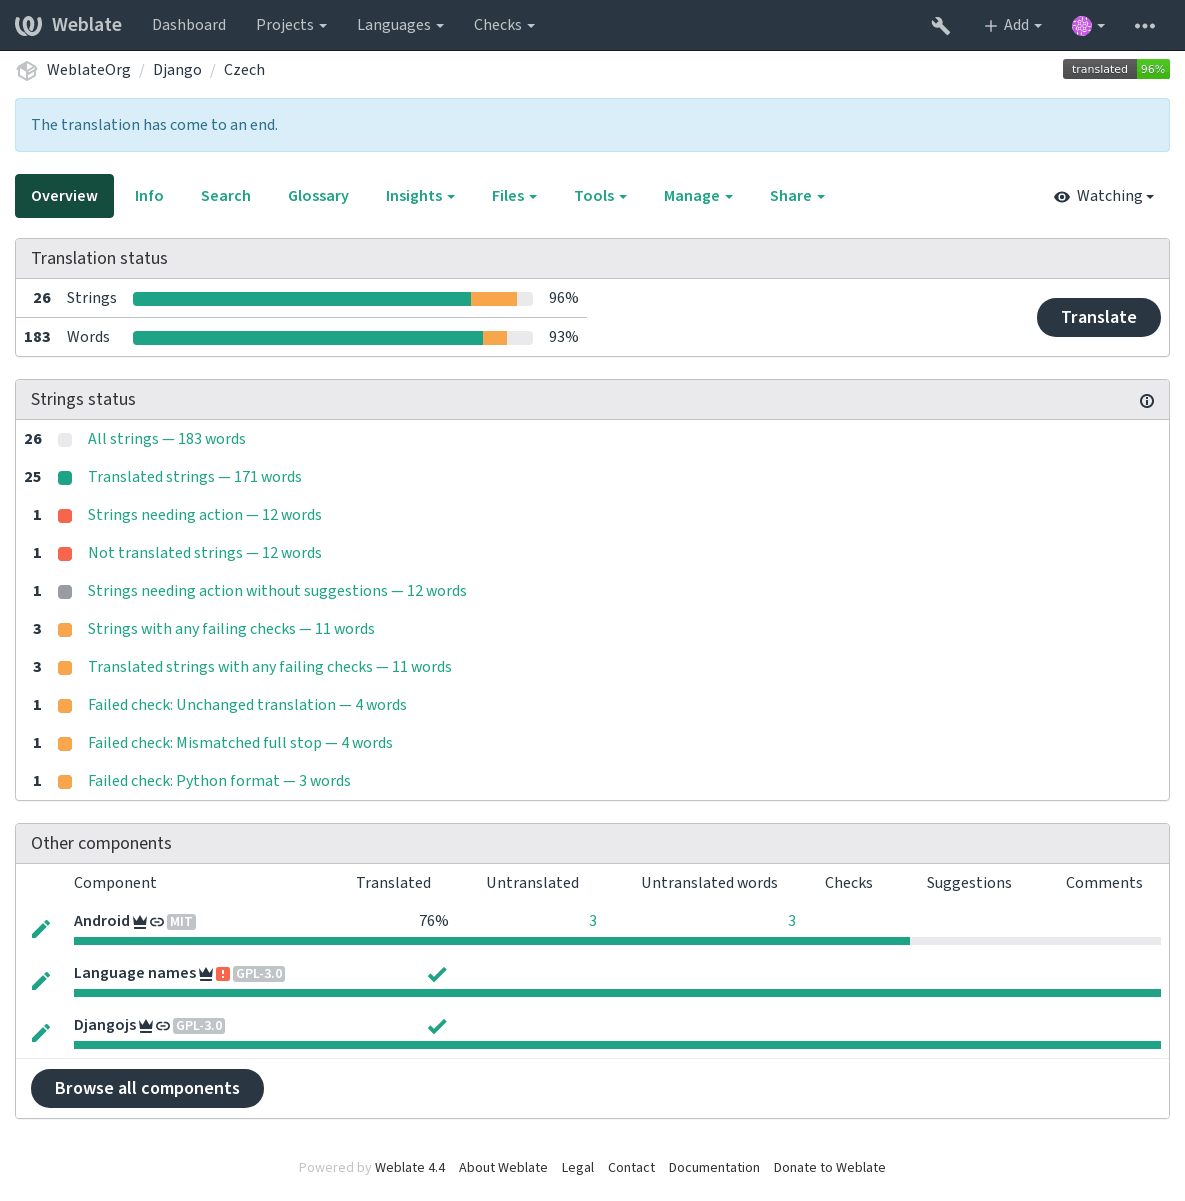 Weblate Dashboard Projects Languages Checks Add
WeblateOrg / Django / Czech translated 96%
The translation has come to an end.
Overview Info Search Glossary Insights Files Tools Manage Share Watching
Translation status
26 Strings 96%
Translate
183 Words 93%
Strings status
26 All strings — 183 words
25 Translated strings — 171 words
1 Strings needing action — 12 words
1 Not translated strings — 12 words
1 Strings needing action without suggestions — 12 words
3 Strings with any failing checks — 11 words
3 Translated strings with any failing checks — 11 words
1 Failed check: Unchanged translation — 4 words
1 Failed check: Mismatched full stop — 4 words
1 Failed check: Python format — 3 words
Other components
Component Translated Untranslated Untranslated words Checks Suggestions Comments
Android MIT 76% 3 3
Language names GPL-3.0
Djangojs GPL-3.0
Browse all components
Powered by Weblate 4.4 About Weblate Legal Contact Documentation Donate to Weblate